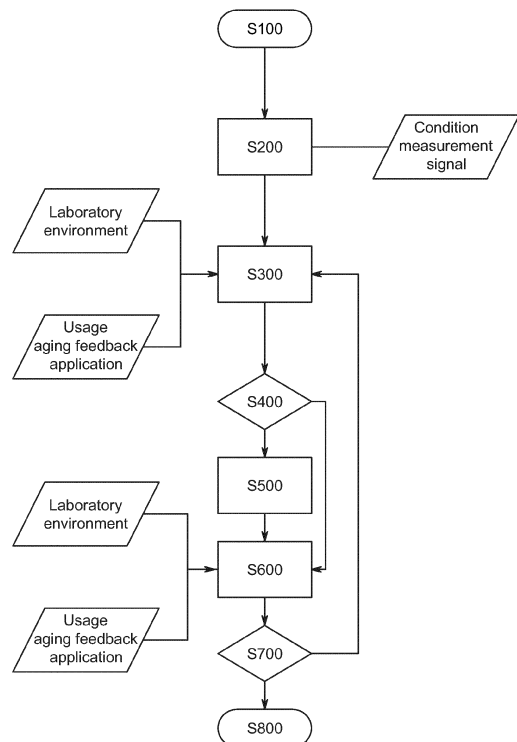 S100
S200
Condition
measurement
signal
Laboratory
environment
S300
Usage
aging feedback
application
S400
S500
Laboratory
environment
S600
Usage
aging feedback
application
S700
S800